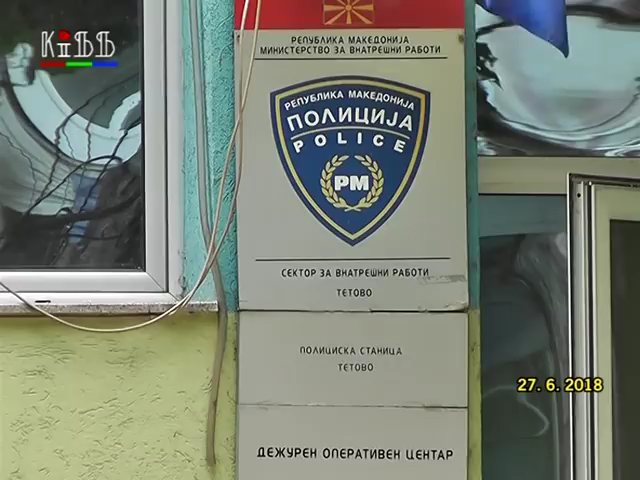 KiББ
РЕПУБЛИКА МАКЕДОНИЈА
МИНИСТЕРСТВО ЗА ВНАТРЕШНИ РАБОТИ
РЕПУБЛИКА МАКЕДОНИЈА
ПОЛИЦИЈА
POLICE
РМ
СЕКТОР ЗА ВНАТРЕШНИ РАБОТИ
ТЕТОВО
ПОЛИЦИСКА СТАНИЦА
ТЕТОВО
27. 6. 2018
ДЕЖУРЕН ОПЕРАТИВЕН ЦЕНТАР